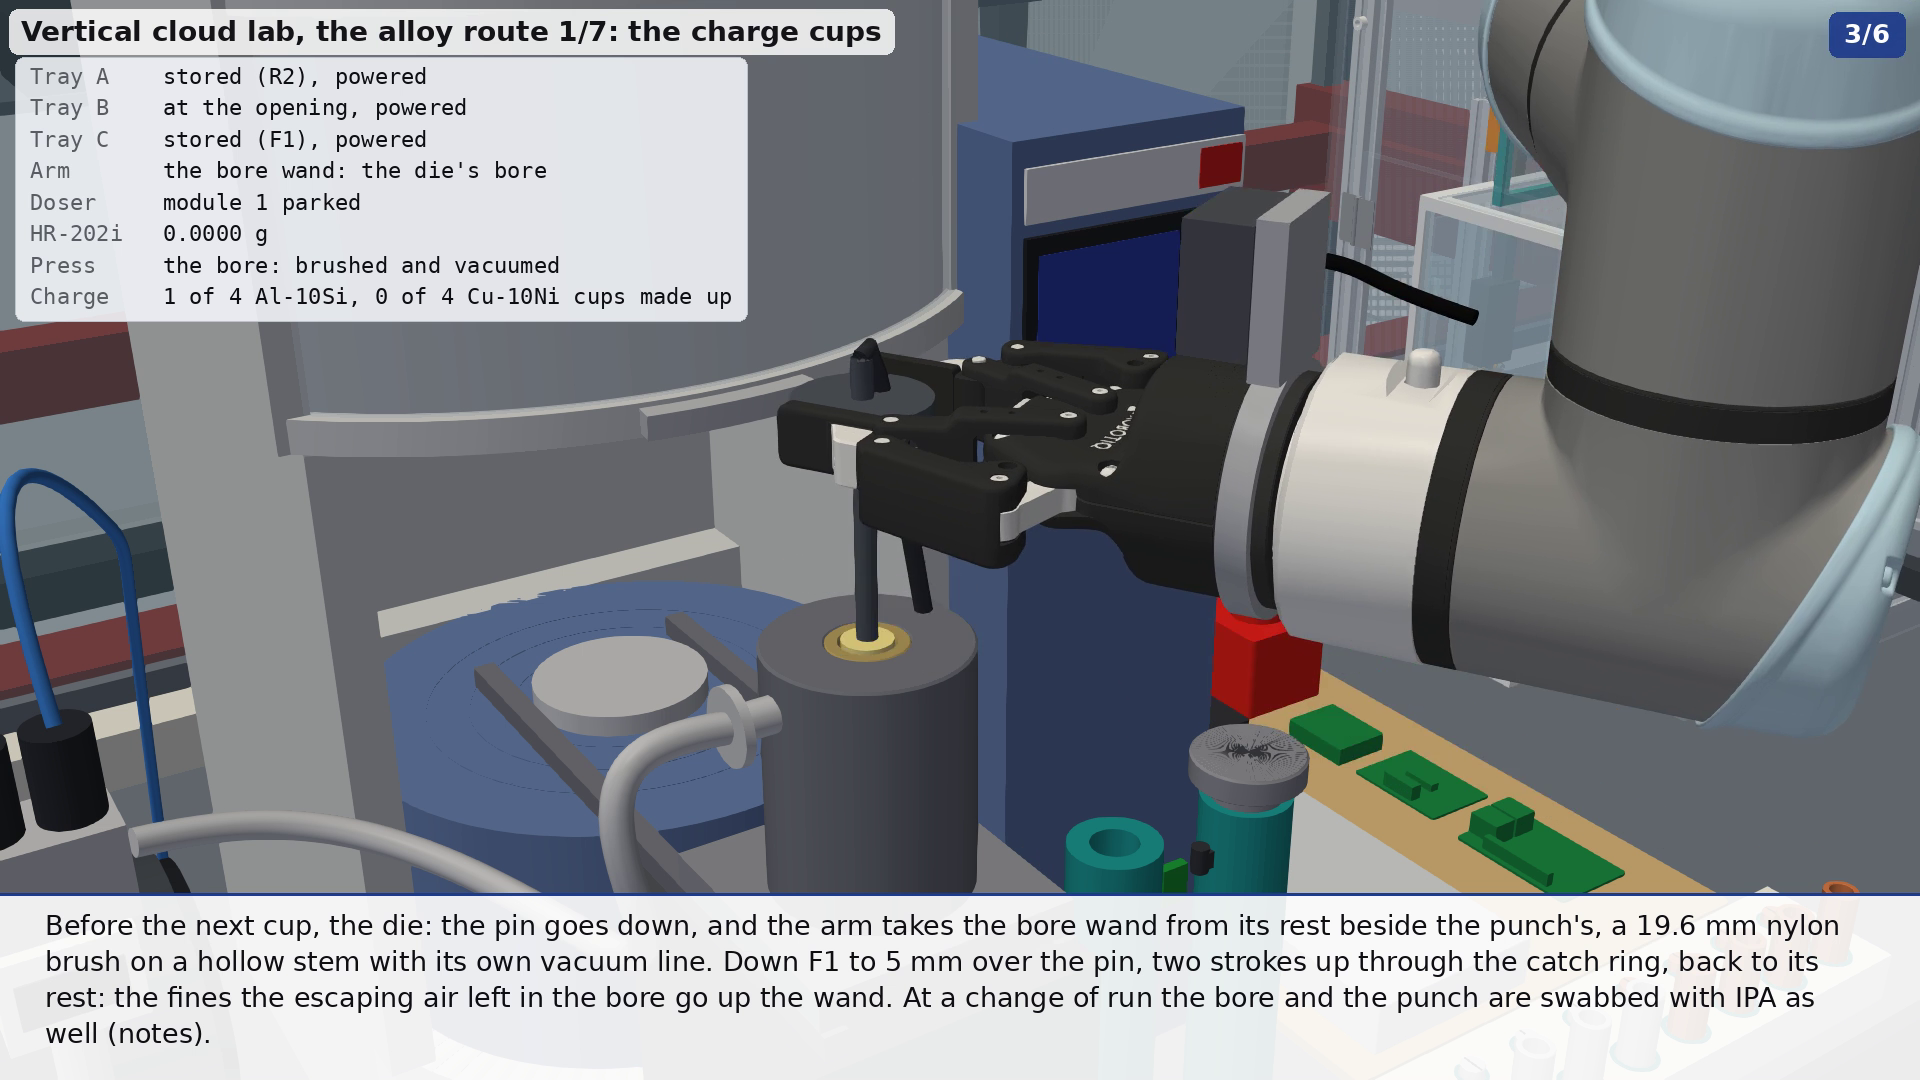 Vertical cloud lab, the alloy route 1/7: the charge cups
3/6
Tray A stored (R2), powered
Tray B at the opening, powered
Tray C stored (F1), powered
Arm the bore wand: the die's bore
Doser module 1 parked
HR-202i 0.0000 g
Press the bore: brushed and vacuumed
Charge 1 of 4 Al-10Si, 0 of 4 Cu-10Ni cups made up
ROBOTIQ
Before the next cup, the die: the pin goes down, and the arm takes the bore wand from its rest beside the punch's, a 19.6 mm nylon
brush on a hollow stem with its own vacuum line. Down F1 to 5 mm over the pin, two strokes up through the catch ring, back to its
rest: the fines the escaping air left in the bore go up the wand. At a change of run the bore and the punch are swabbed with IPA as
well (notes).